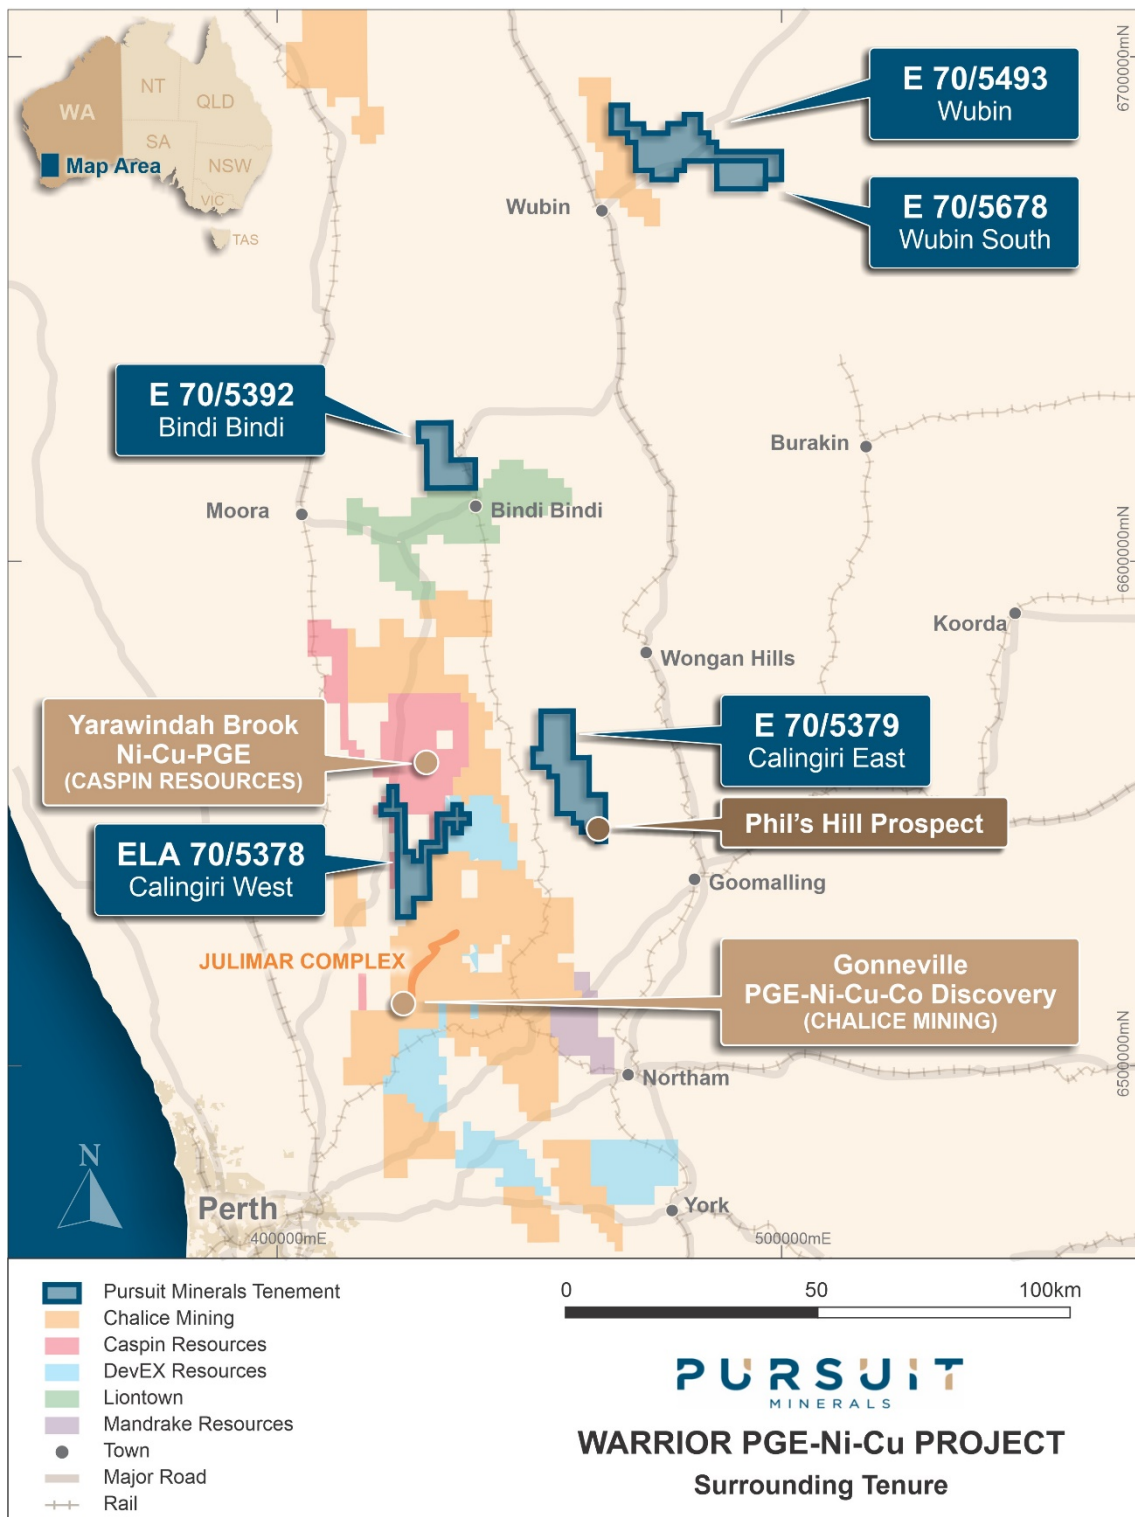 NT
WA
QLD
SA
NSW
VIC
TAS
Map Area
6700000mN
E 70/5493
Wubin
E 70/5678
Wubin South
Wubin
E 70/5392
Bindi Bindi
Burakin
Moora
Bindi Bindi
6600000mN
Koorda
Wongan Hills
Yarawindah Brook
Ni-Cu-PGE
(CASPIN RESOURCES)
E 70/5379
Calingiri East
Phil's Hill Prospect
ELA 70/5378
Calingiri West
Goomalling
JULIMAR COMPLEX
Gonneville
PGE-Ni-Cu-Co Discovery
(CHALICE MINING)
6500000mN
Northam
N
Perth
York
400000mE
500000mE
Pursuit Minerals Tenement
Chalice Mining
Caspin Resources
DevEX Resources
Liontown
Mandrake Resources
Town
Major Road
Rail
0 50 100km
PURSUIT
MINERALS
WARRIOR PGE-Ni-Cu PROJECT
Surrounding Tenure